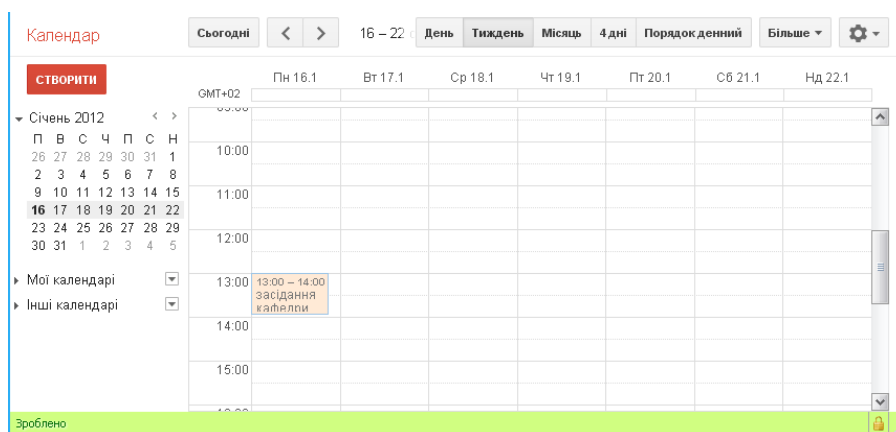 Календар Сьогодні 16 – 22 День Тиждень Місяць 4 дні Порядок денний Більше
СТВОРИТИ
Січень 2012
П В С Ч П С Н
26 27 28 29 30 31 1
2 3 4 5 6 7 8
9 10 11 12 13 14 15
16 17 18 19 20 21 22
23 24 25 26 27 28 29
30 31 1 2 3 4 5
Мої календарі
Інші календарі
Пн 16.1 Вт 17.1 Ср 18.1 Чт 19.1 Пт 20.1 Сб 21.1 Нд 22.1
GMT+02
10:00
11:00
12:00
13:00
13:00 – 14:00
засідання
кафедри
14:00
15:00
Зроблено